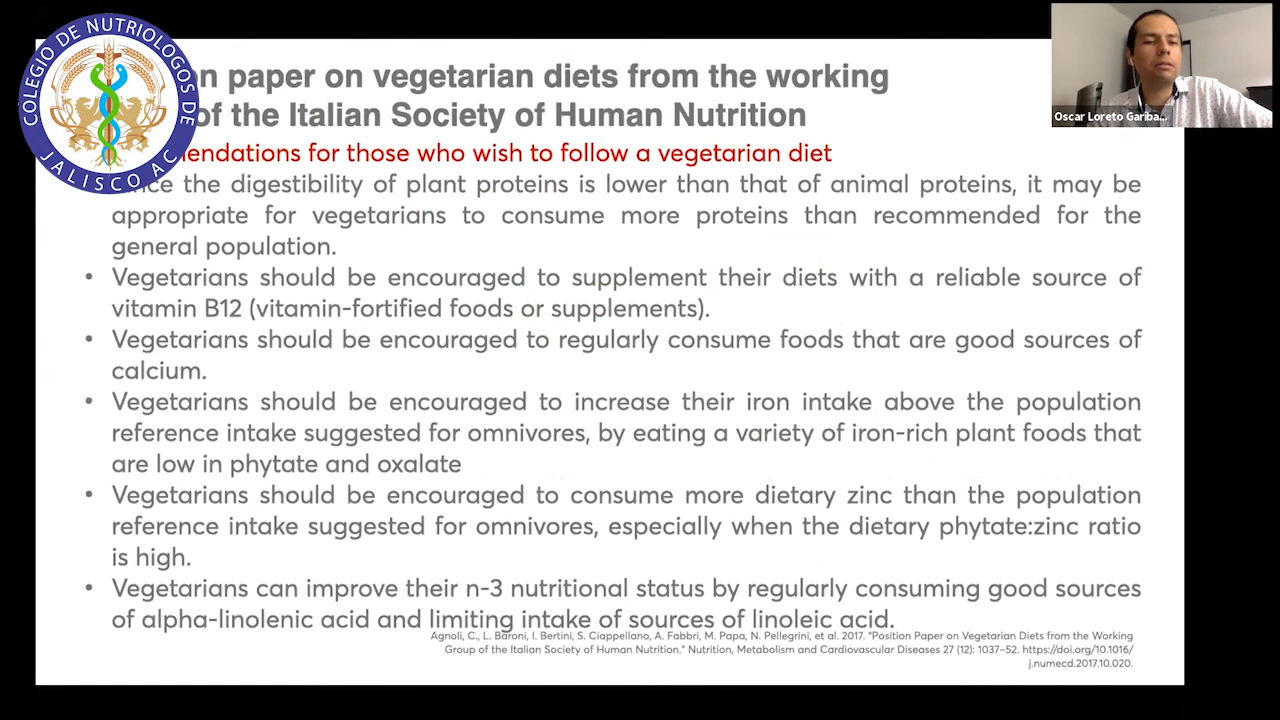 COLEGIO DE NUTRIOLOGOS DE
JALISCO AC
Oscar Loreto Gariba...
on paper on vegetarian diets from the working
of the Italian Society of Human Nutrition
endations for those who wish to follow a vegetarian diet
the digestibility of plant proteins is lower than that of animal proteins, it may be
appropriate for vegetarians to consume more proteins than recommended for the
general population.
• Vegetarians should be encouraged to supplement their diets with a reliable source of
vitamin B12 (vitamin-fortified foods or supplements).
• Vegetarians should be encouraged to regularly consume foods that are good sources of
calcium.
• Vegetarians should be encouraged to increase their iron intake above the population
reference intake suggested for omnivores, by eating a variety of iron-rich plant foods that
are low in phytate and oxalate
• Vegetarians should be encouraged to consume more dietary zinc than the population
reference intake suggested for omnivores, especially when the dietary phytate:zinc ratio
is high.
• Vegetarians can improve their n-3 nutritional status by regularly consuming good sources
of alpha-linolenic acid and limiting intake of sources of linoleic acid.
Agnoli, C., L. Baroni, I. Bertini, S. Ciappellano, A. Fabbri, M. Papa, N. Pellegrini, et al. 2017. "Position Paper on Vegetarian Diets from the Working
Group of the Italian Society of Human Nutrition." Nutrition, Metabolism and Cardiovascular Diseases 27 (12): 1037–52. https://doi.org/10.1016/
j.numecd.2017.10.020.